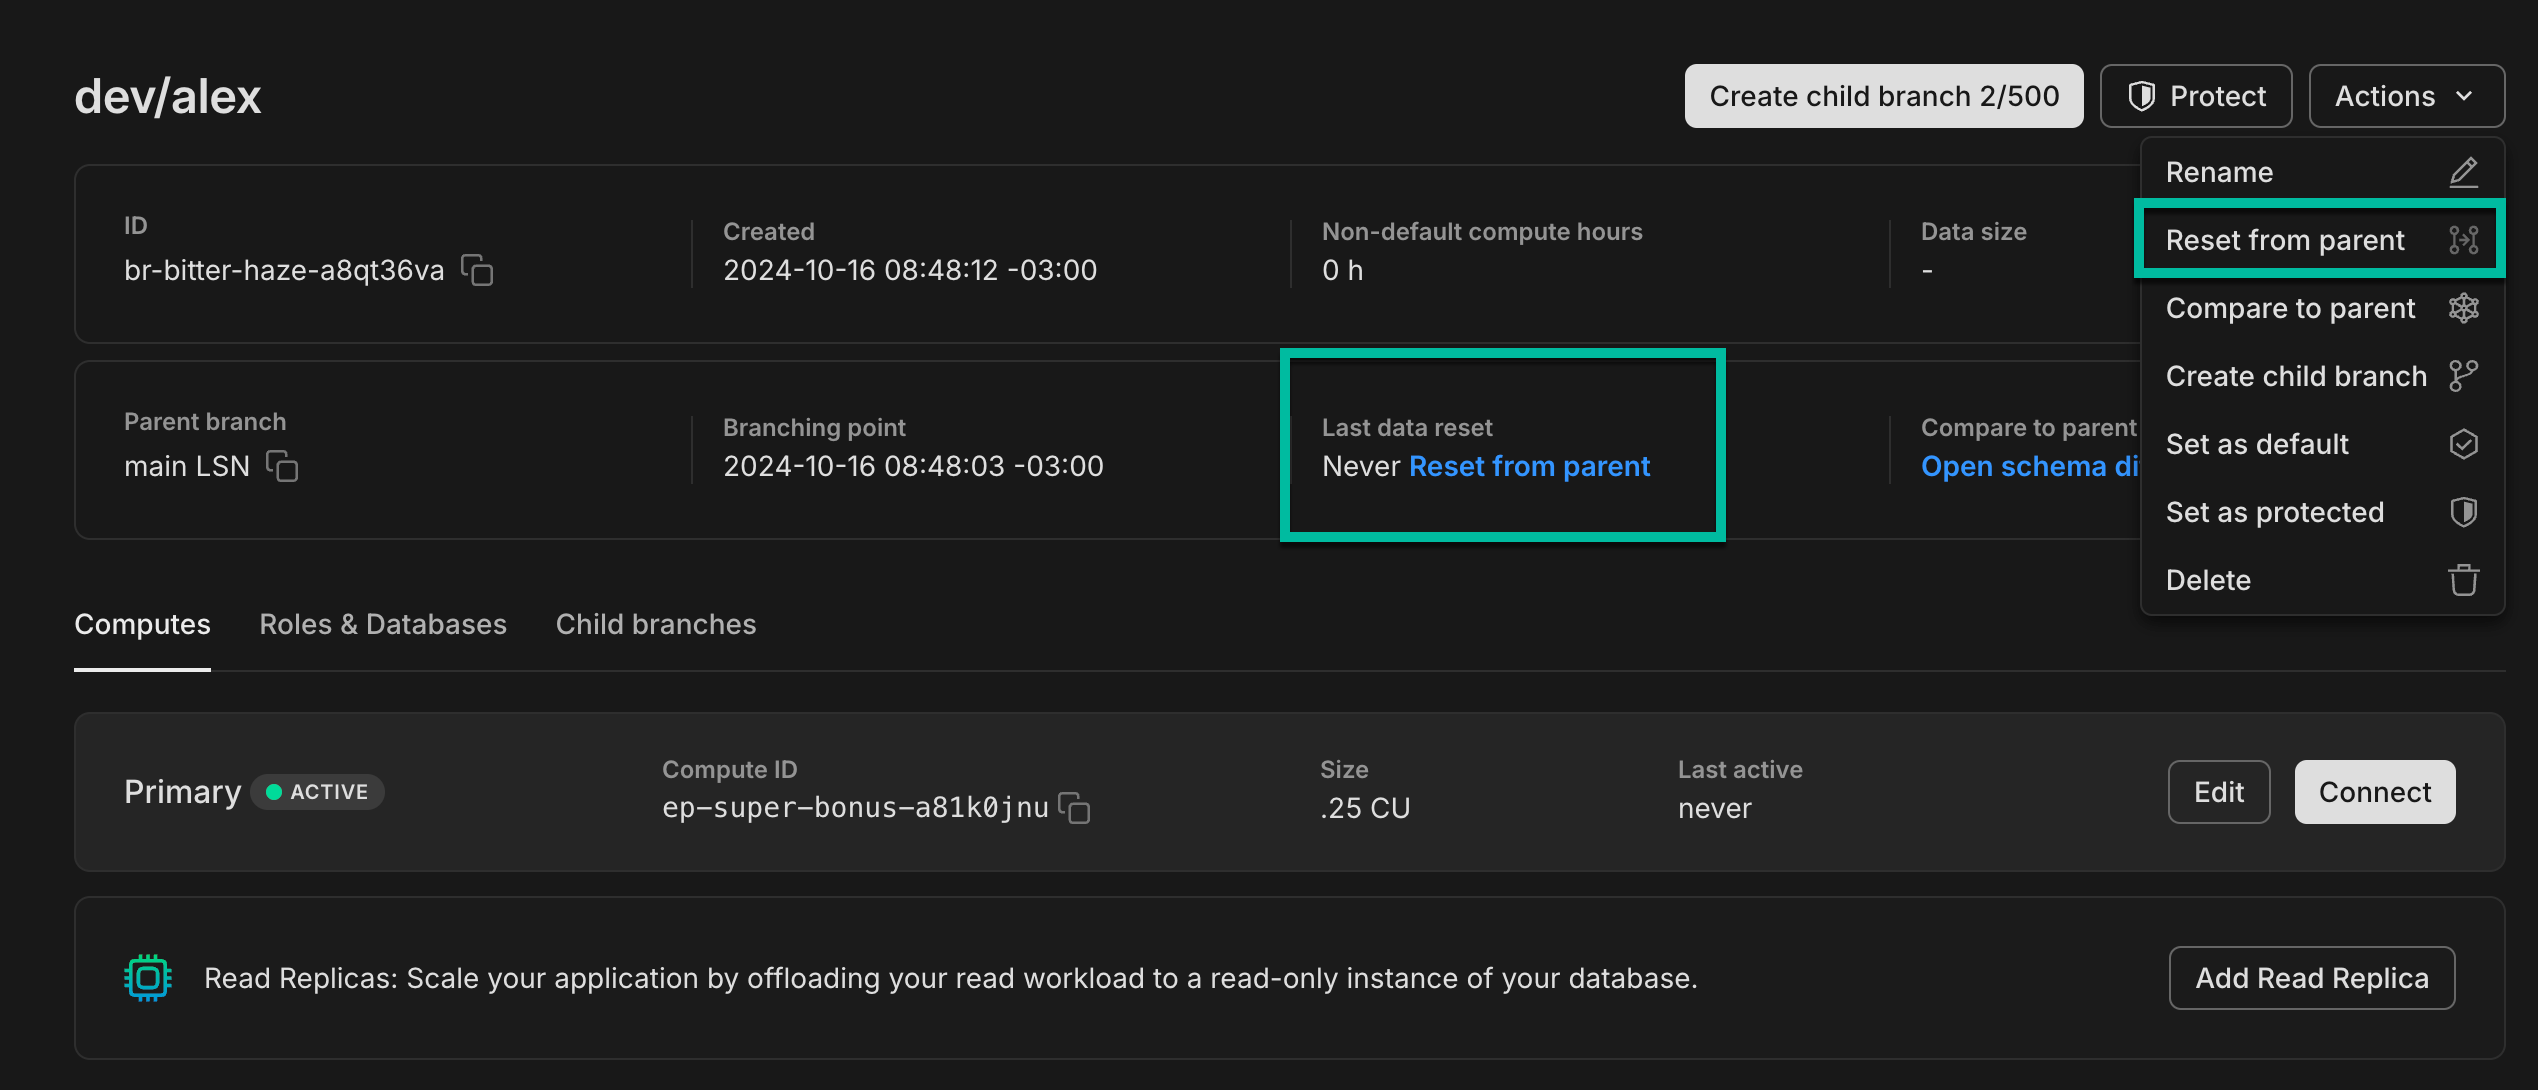 dev/alex
Create child branch 2/500
Protect
Actions
Rename
Reset from parent
Compare to parent
Create child branch
Set as default
Set as protected
Delete
ID
br-bitter-haze-a8qt36va
Created
2024-10-16 08:48:12 -03:00
Non-default compute hours
0 h
Data size
-
Parent branch
main LSN
Branching point
2024-10-16 08:48:03 -03:00
Last data reset
Never Reset from parent
Compare to parent
Open schema di
Computes
Roles & Databases
Child branches
Primary
ACTIVE
Compute ID
ep-super-bonus-a81k0jnu
Size
.25 CU
Last active
never
Edit
Connect
Read Replicas: Scale your application by offloading your read workload to a read-only instance of your database.
Add Read Replica